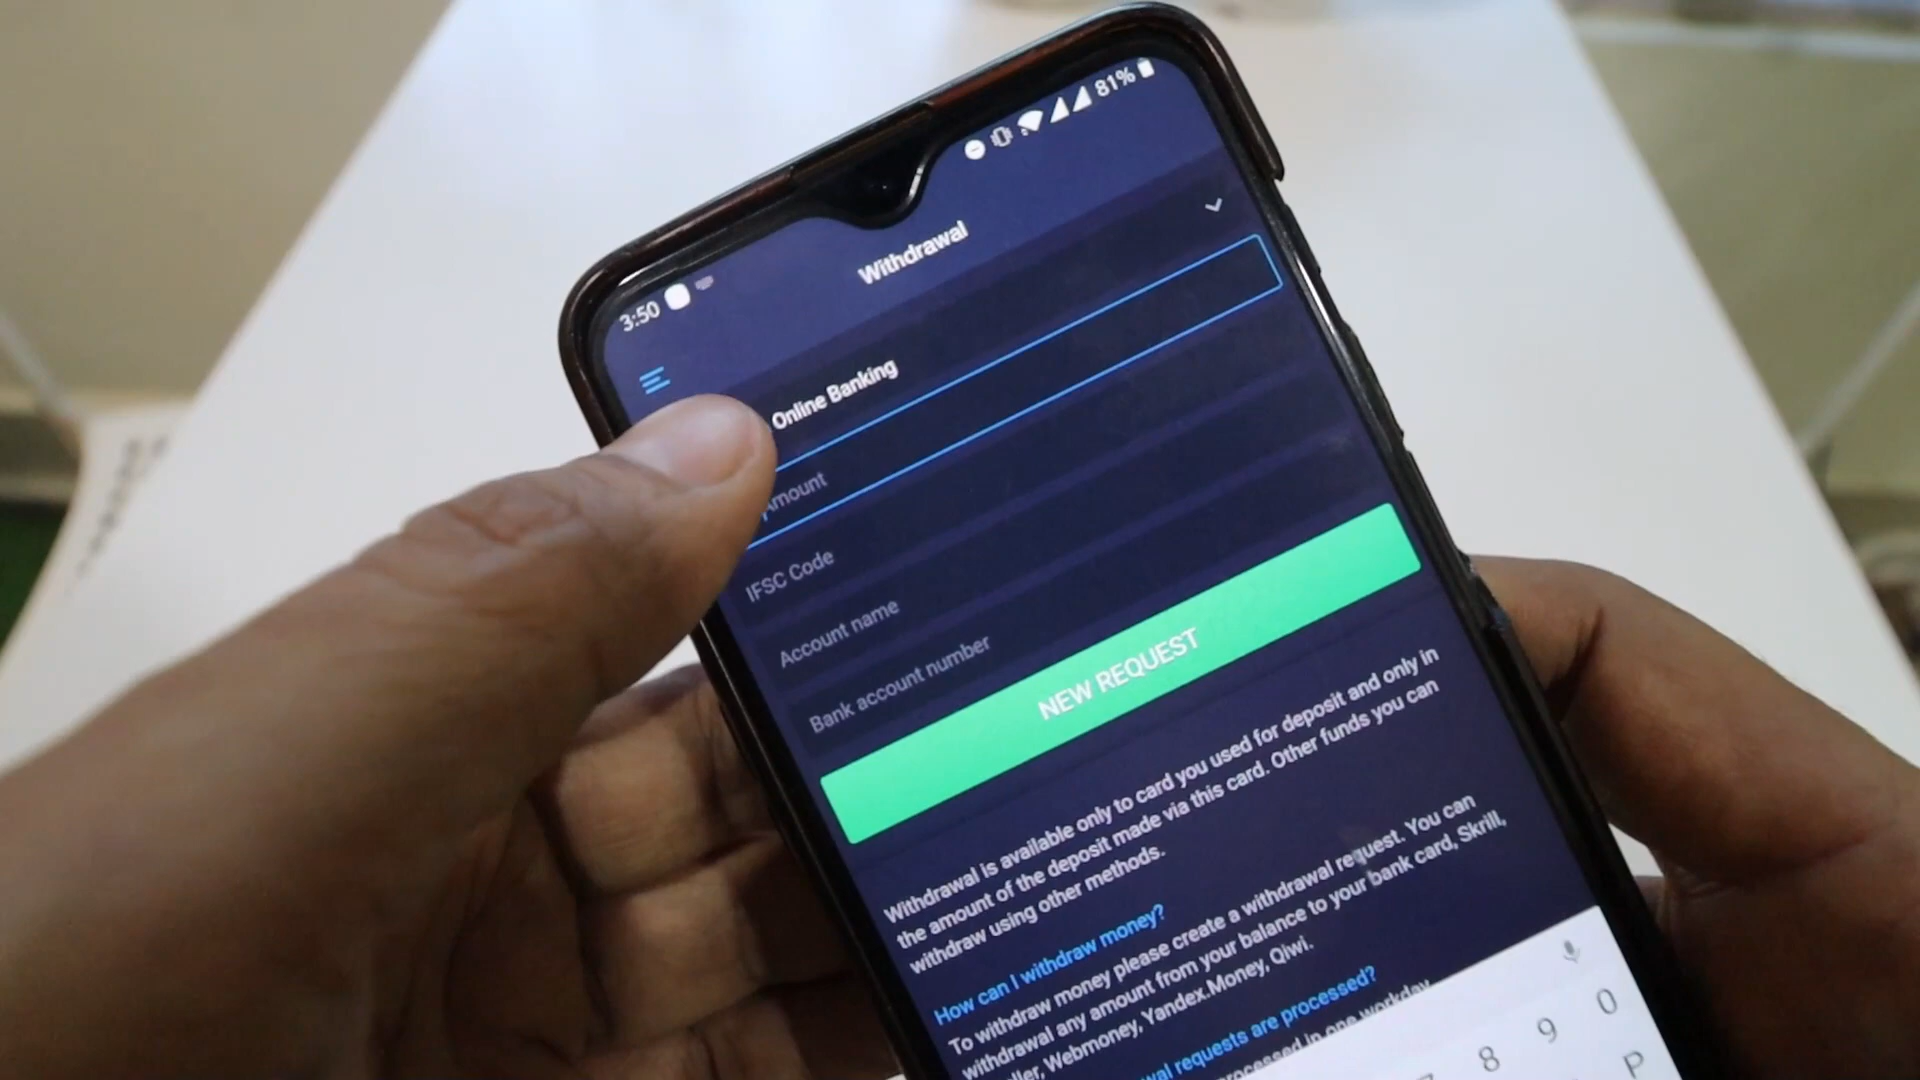 3:50
81%
Withdrawal
Online Banking
Amount
IFSC Code
Account name
Bank account number
NEW REQUEST
Withdrawal is available only to card you used for deposit and only in
the amount of the deposit made via this card. Other funds you can
withdraw using other methods.
How can I withdraw money?
To withdraw money please create a withdrawal request. You can
withdrawal any amount from your balance to your bank card, Skrill,
Webmoney, Yandex.Money, Qiwi.
requests are processed?
in one workday
8 9 0
P